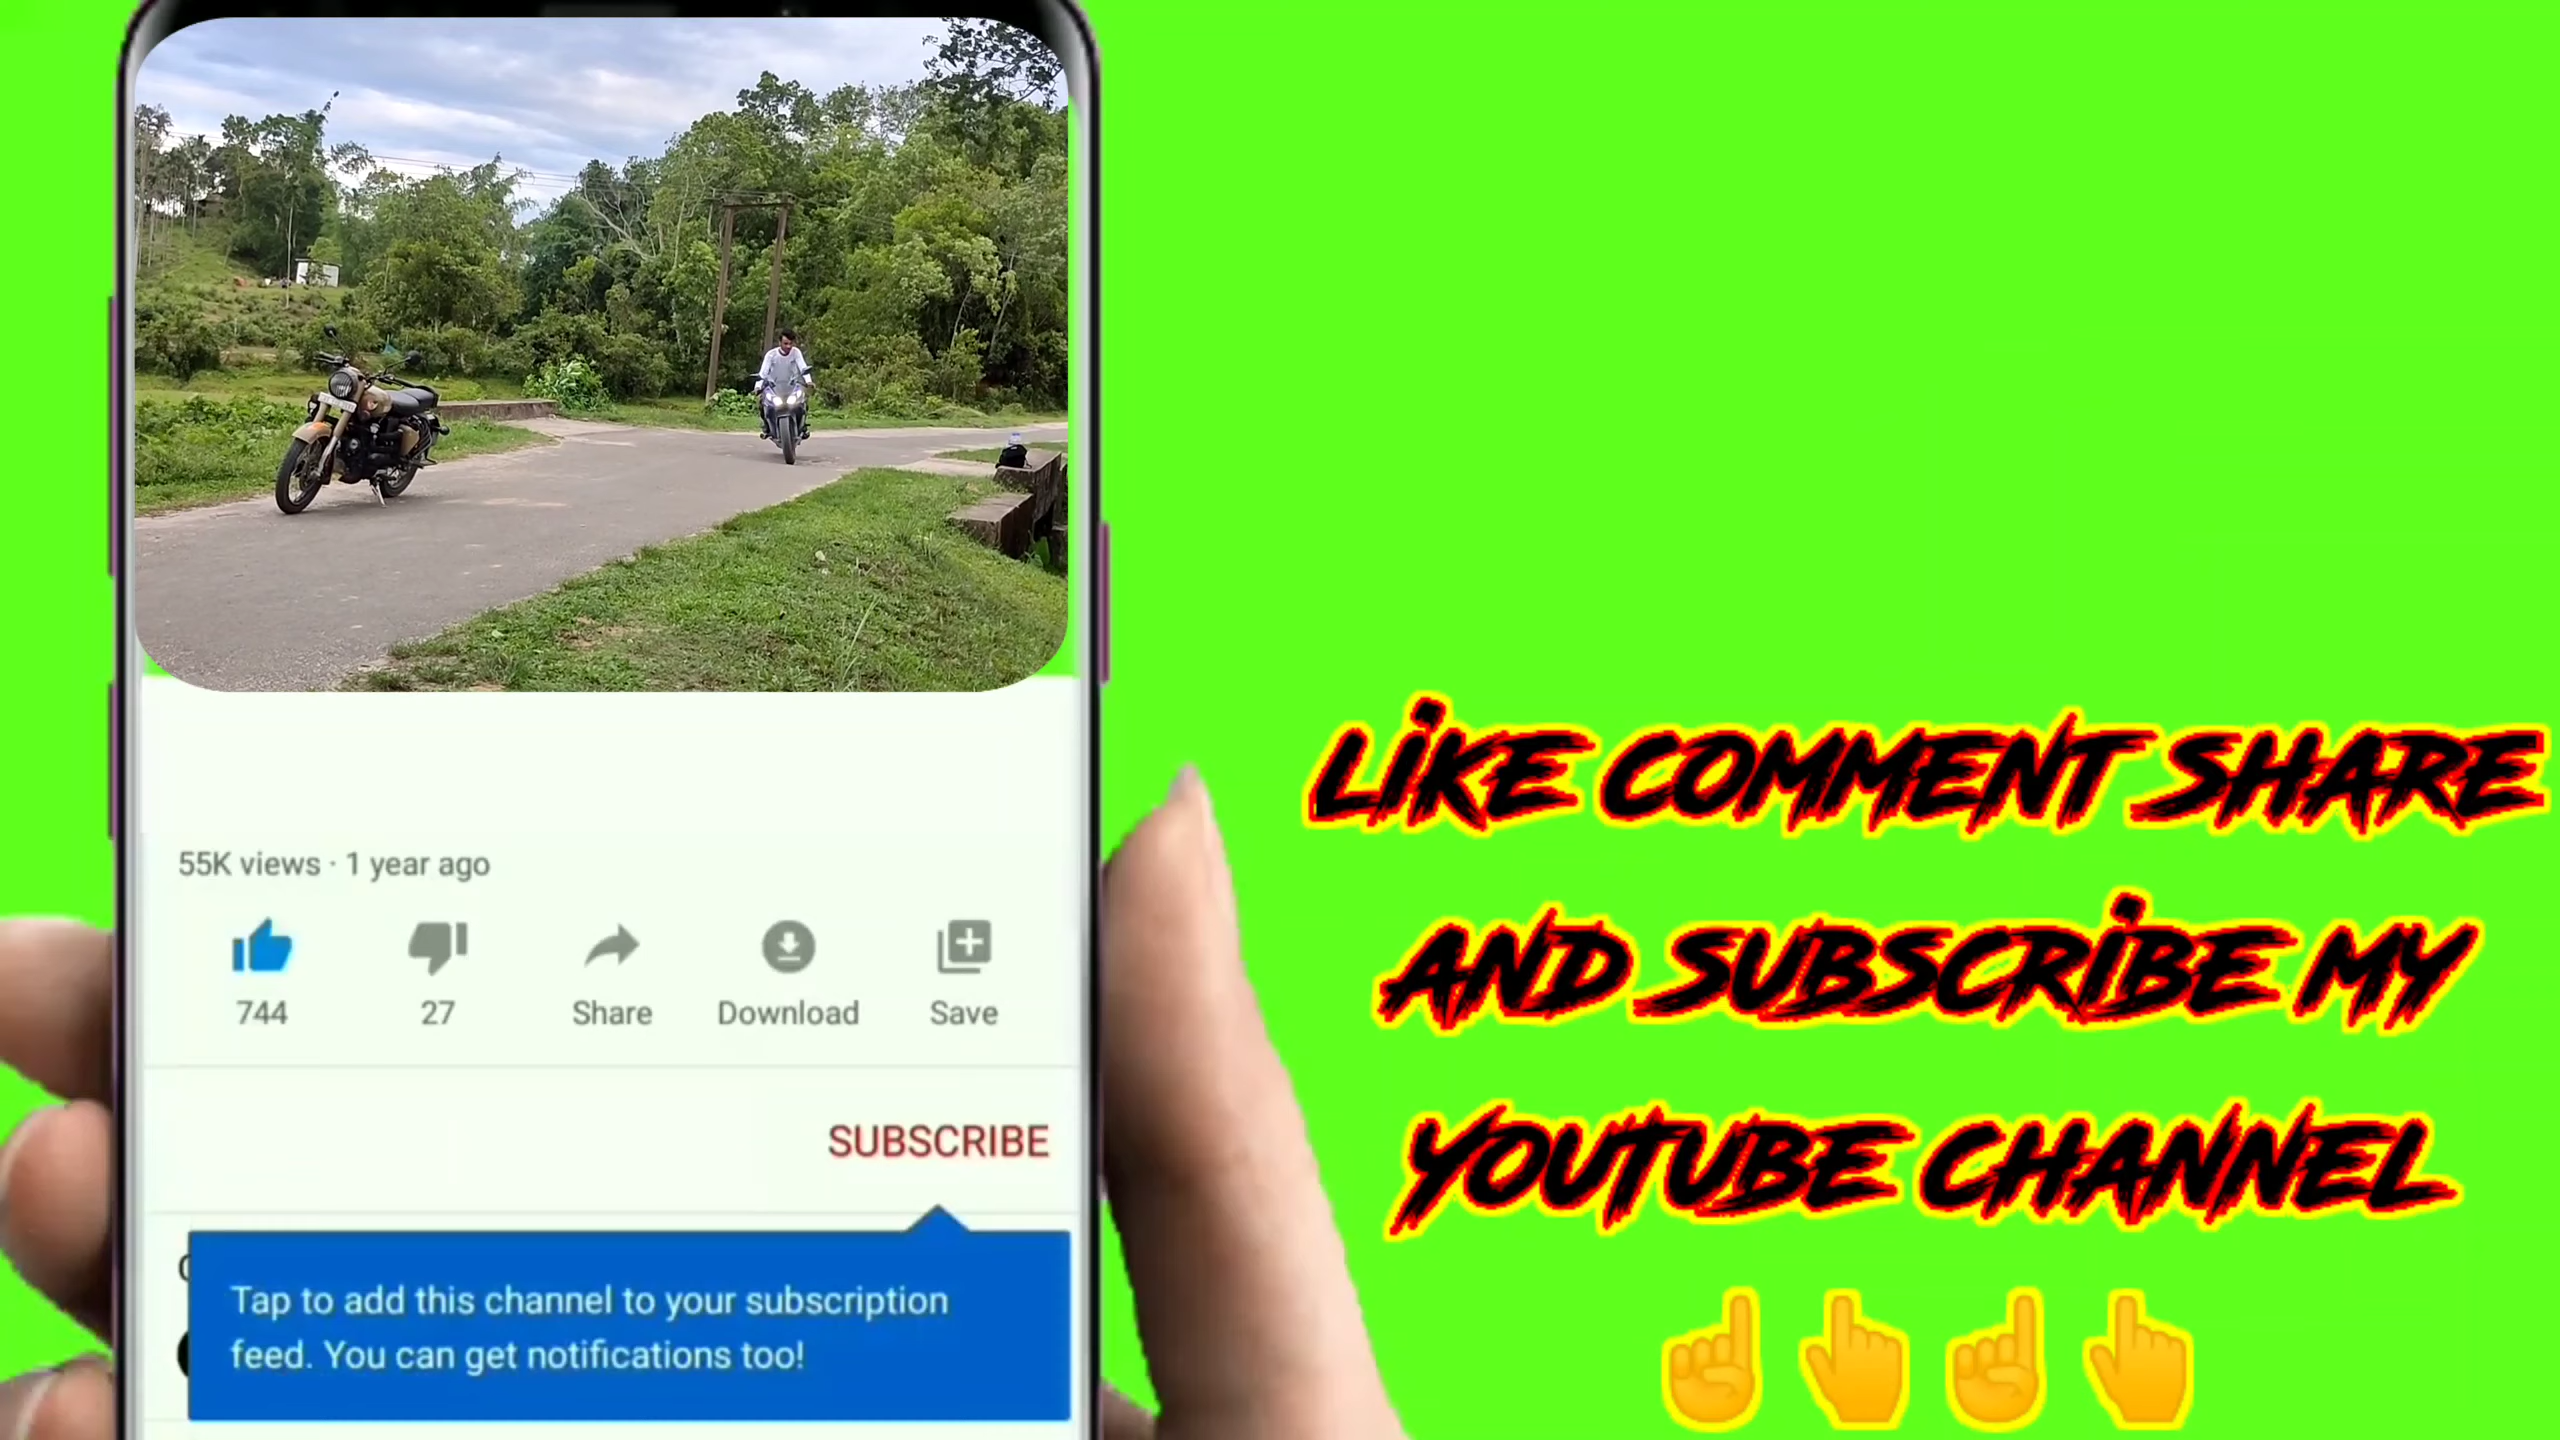 55K views · 1 year ago
744
27
Share
Download
Save
SUBSCRIBE
Tap to add this channel to your subscription
feed. You can get notifications too!
LIKE COMMENT SHARE
AND SUBSCRIBE MY
YOUTUBE CHANNEL
☝️👆☝️👆